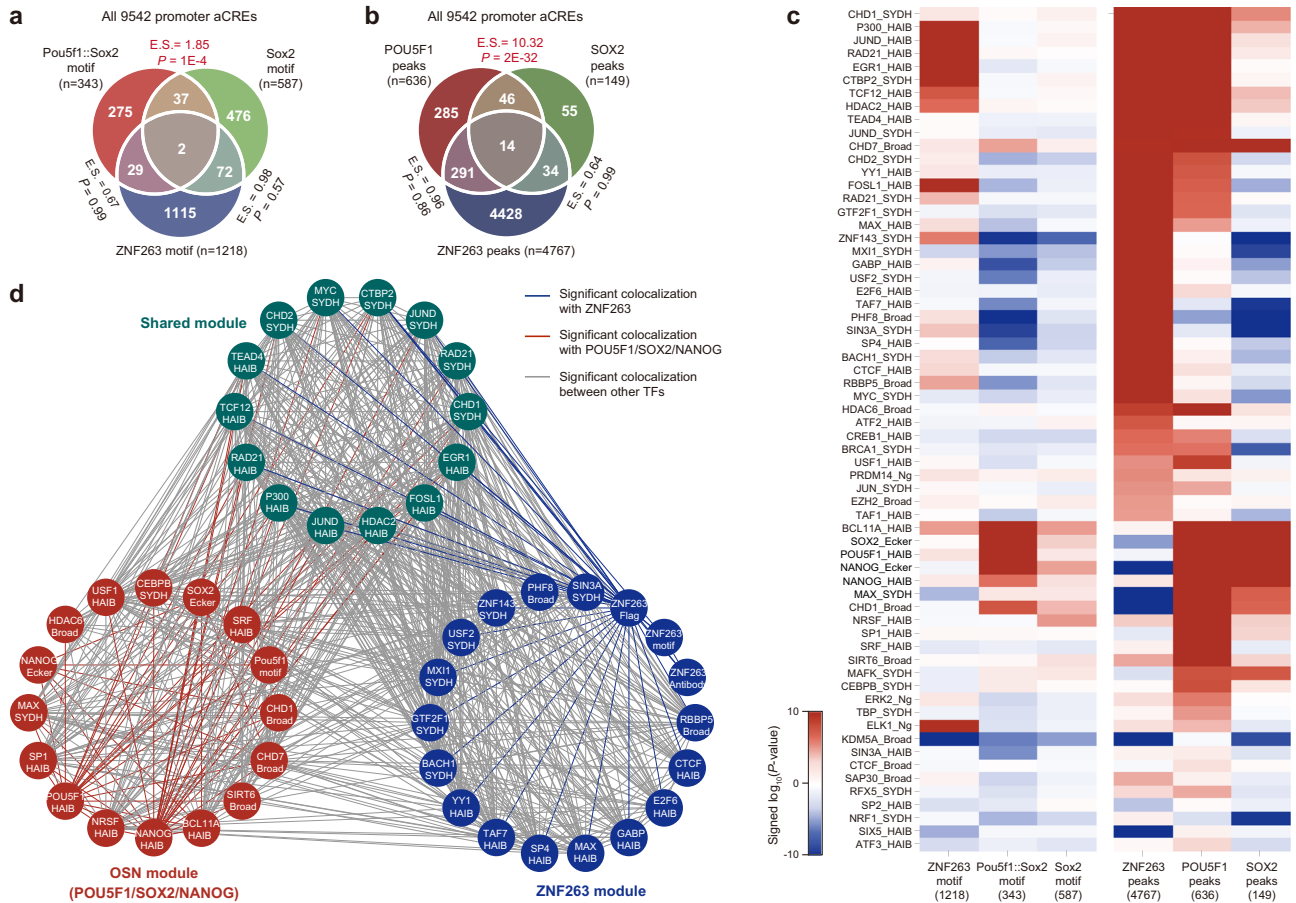 a
All 9542 promoter aCREs
Pou5f1::Sox2
motif
(n=343)
E.S.= 1.85
P = 1E-4
Sox2
motif
(n=587)
275
37
476
2
29
72
1115
E.S. = 0.67
P = 0.99
E.S. = 0.98
P = 0.57
ZNF263 motif (n=1218)
b
All 9542 promoter aCREs
POU5F1
peaks
(n=636)
E.S. = 10.32
P = 2E-32
SOX2
peaks
(n=149)
285
46
55
14
291
34
4428
E.S. = 0.96
P = 0.86
E.S. = 0.64
P = 0.99
ZNF263 peaks (n=4767)
c
CHD1_SYDH
P300_HAIB
JUND_HAIB
RAD21_HAIB
EGR1_HAIB
CTBP2_SYDH
TCF12_HAIB
HDAC2_HAIB
TEAD4_HAIB
JUND_SYDH
CHD7_Broad
CHD2_SYDH
YY1_HAIB
FOSL1_HAIB
RAD21_SYDH
GTF2F1_SYDH
MAX_HAIB
ZNF143_SYDH
MXI1_SYDH
GABP_HAIB
USF2_SYDH
E2F6_HAIB
TAF7_HAIB
PHF8_Broad
SIN3A_SYDH
SP4_HAIB
BACH1_SYDH
CTCF_HAIB
RBBP5_Broad
MYC_SYDH
HDAC6_Broad
ATF2_HAIB
CREB1_HAIB
BRCA1_SYDH
USF1_HAIB
PRDM14_Ng
JUN_SYDH
EZH2_Broad
TAF1_HAIB
BCL11A_HAIB
SOX2_Ecker
POU5F1_HAIB
NANOG_Ecker
NANOG_HAIB
MAX_SYDH
CHD1_Broad
NRSF_HAIB
SP1_HAIB
SRF_HAIB
SIRT6_Broad
MAFK_SYDH
CEBPB_SYDH
ERK2_Ng
TBP_SYDH
ELK1_Ng
KDM5A_Broad
SIN3A_HAIB
CTCF_Broad
SAP30_Broad
RFX5_SYDH
SP2_HAIB
NRF1_SYDH
SIX5_HAIB
ATF3_HAIB
ZNF263
motif
(1218)
Pou5f1::Sox2
motif
(343)
Sox2
motif
(587)
ZNF263
peaks
(4767)
POU5F1
peaks
(636)
SOX2
peaks
(149)
10
5
0
-5
-10
Signed log10(P-value)
d
Significant colocalization
with ZNF263
Significant colocalization
with POU5F1/SOX2/NANOG
Significant colocalization
between other TFs
Shared module
MYC
SYDH
CTBP2
SYDH
CHD2
SYDH
JUND
SYDH
TEAD4
HAIB
RAD21
SYDH
TCF12
HAIB
CHD1
SYDH
RAD21
HAIB
EGR1
HAIB
P300
HAIB
FOSL1
HAIB
JUND
HAIB
HDAC2
HAIB
USF1
HAIB
CEBPB
SYDH
SOX2
Ecker
HDAC6
Broad
SRF
HAIB
NANOG
Ecker
Pou5f1
motif
MAX
SYDH
CHD1
Broad
SP1
HAIB
CHD7
Broad
POU5F1
HAIB
SIRT6
Broad
NRSF
HAIB
NANOG
HAIB
BCL11A
HAIB
OSN module
(POU5F1/SOX2/NANOG)
PHF8
Broad
SIN3A
SYDH
ZNF263
Flag
ZNF143
SYDH
ZNF263
motif
USF2
SYDH
ZNF263
Antibody
MXI1
SYDH
GTF2F1
SYDH
RBBP5
Broad
BACH1
SYDH
CTCF
HAIB
YY1
HAIB
E2F6
HAIB
TAF7
HAIB
GABP
HAIB
SP4
HAIB
MAX
HAIB
ZNF263 module